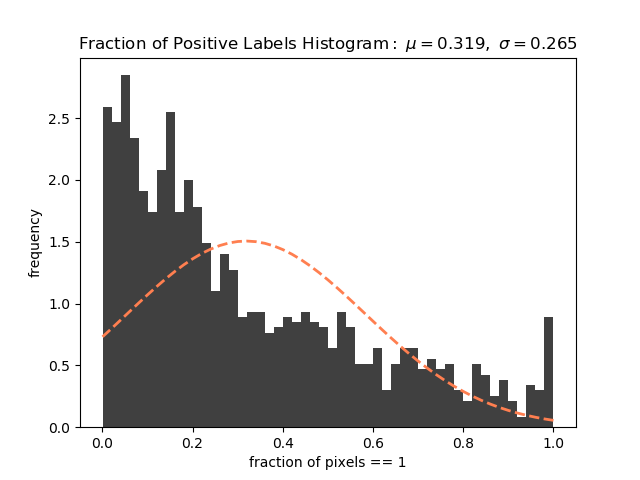 Fraction of Positive Labels Histogram : μ = 0.319, σ = 0.265
frequency
2.5
2.0
1.5
1.0
0.5
0.0
0.0 0.2 0.4 0.6 0.8 1.0
fraction of pixels == 1